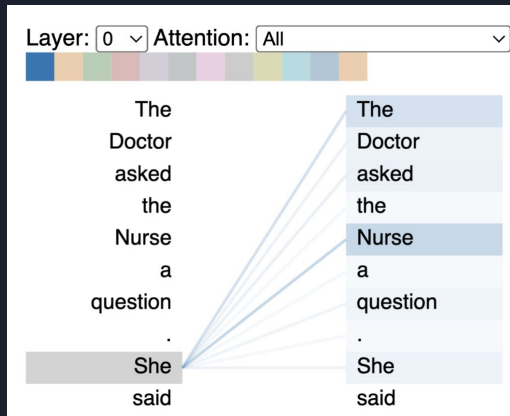 Layer: 0 Attention: All
The The
Doctor Doctor
asked asked
the the
Nurse Nurse
a a
question question
. .
She She
said said